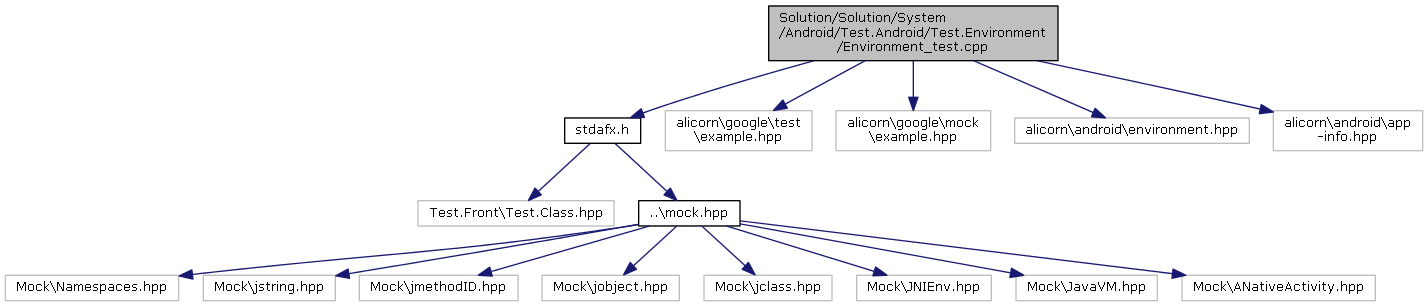 Solution/Solution/System
/Android/Test.Android/Test.Environment
/Environment_test.cpp
stdafx.h
alicorn\google\test
\example.hpp
alicorn\google\mock
\example.hpp
alicorn\android\environment.hpp
alicorn\android\app
-info.hpp
Test.Front\Test.Class.hpp
..\mock.hpp
Mock\Namespaces.hpp
Mock\jstring.hpp
Mock\jmethodID.hpp
Mock\jobject.hpp
Mock\jclass.hpp
Mock\JNIEnv.hpp
Mock\JavaVM.hpp
Mock\ANativeActivity.hpp